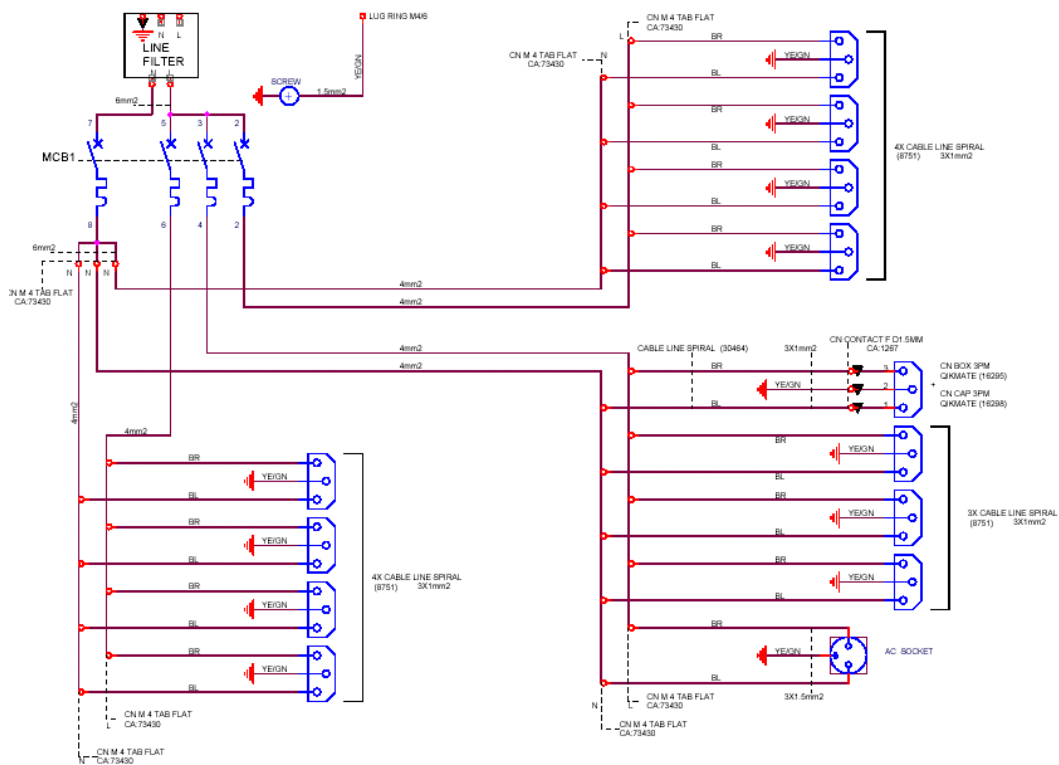 LUG RING M4/6
N L
LINE
FILTER
N L
YE/GN
SCREW
1.5mm2
6mm2
7 5 3 2
MCB1
8 6 4 2
6mm2
N N N
CN M 4 TAB FLAT
CA:73430
CN M 4 TAB FLAT
CA:73430
L
CN M 4 TAB FLAT
CA:73430
N
BR
YE/GN
BL
BR
YE/GN
BL
BR
YE/GN
BL
BR
YE/GN
BL
4X CABLE LINE SPIRAL
(8751) 3X1mm2
4mm2
4mm2
4mm2
4mm2
CABLE LINE SPIRAL (30464)
3X1mm2
CN CONTACT F D1.5MM
CA:1267
BR
YE/GN
BL
3
2
1
CN BOX 3PM
QIKMATE (16295)
+
CN CAP 3PM
QIKMATE (16298)
BR
YE/GN
BL
BR
YE/GN
BL
BR
YE/GN
BL
3X CABLE LINE SPIRAL
(8751) 3X1mm2
BR
YE/GN
BL
AC SOCKET
3X1.5mm2
N
L
CN M 4 TAB FLAT
CA:73430
CN M 4 TAB FLAT
CA:73430
4mm2
4mm2
BR
YE/GN
BL
BR
YE/GN
BL
BR
YE/GN
BL
BR
YE/GN
BL
4X CABLE LINE SPIRAL
(8751) 3X1mm2
L
CN M 4 TAB FLAT
CA:73430
N
CN M 4 TAB FLAT
CA:73430